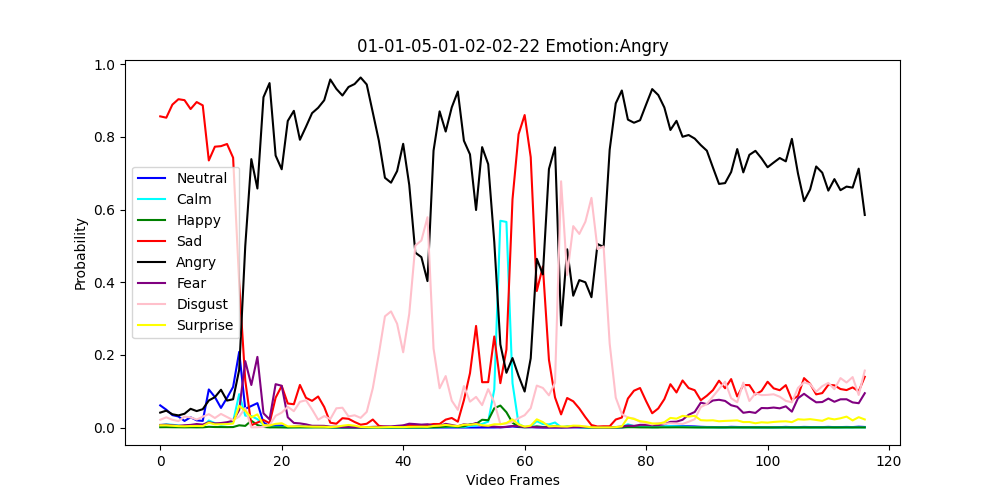 01-01-05-01-02-02-22 Emotion:Angry
1.0
0.8
0.6
0.4
0.2
0.0
Probability
Neutral
Calm
Happy
Sad
Angry
Fear
Disgust
Surprise
0 20 40 60 80 100 120
Video Frames